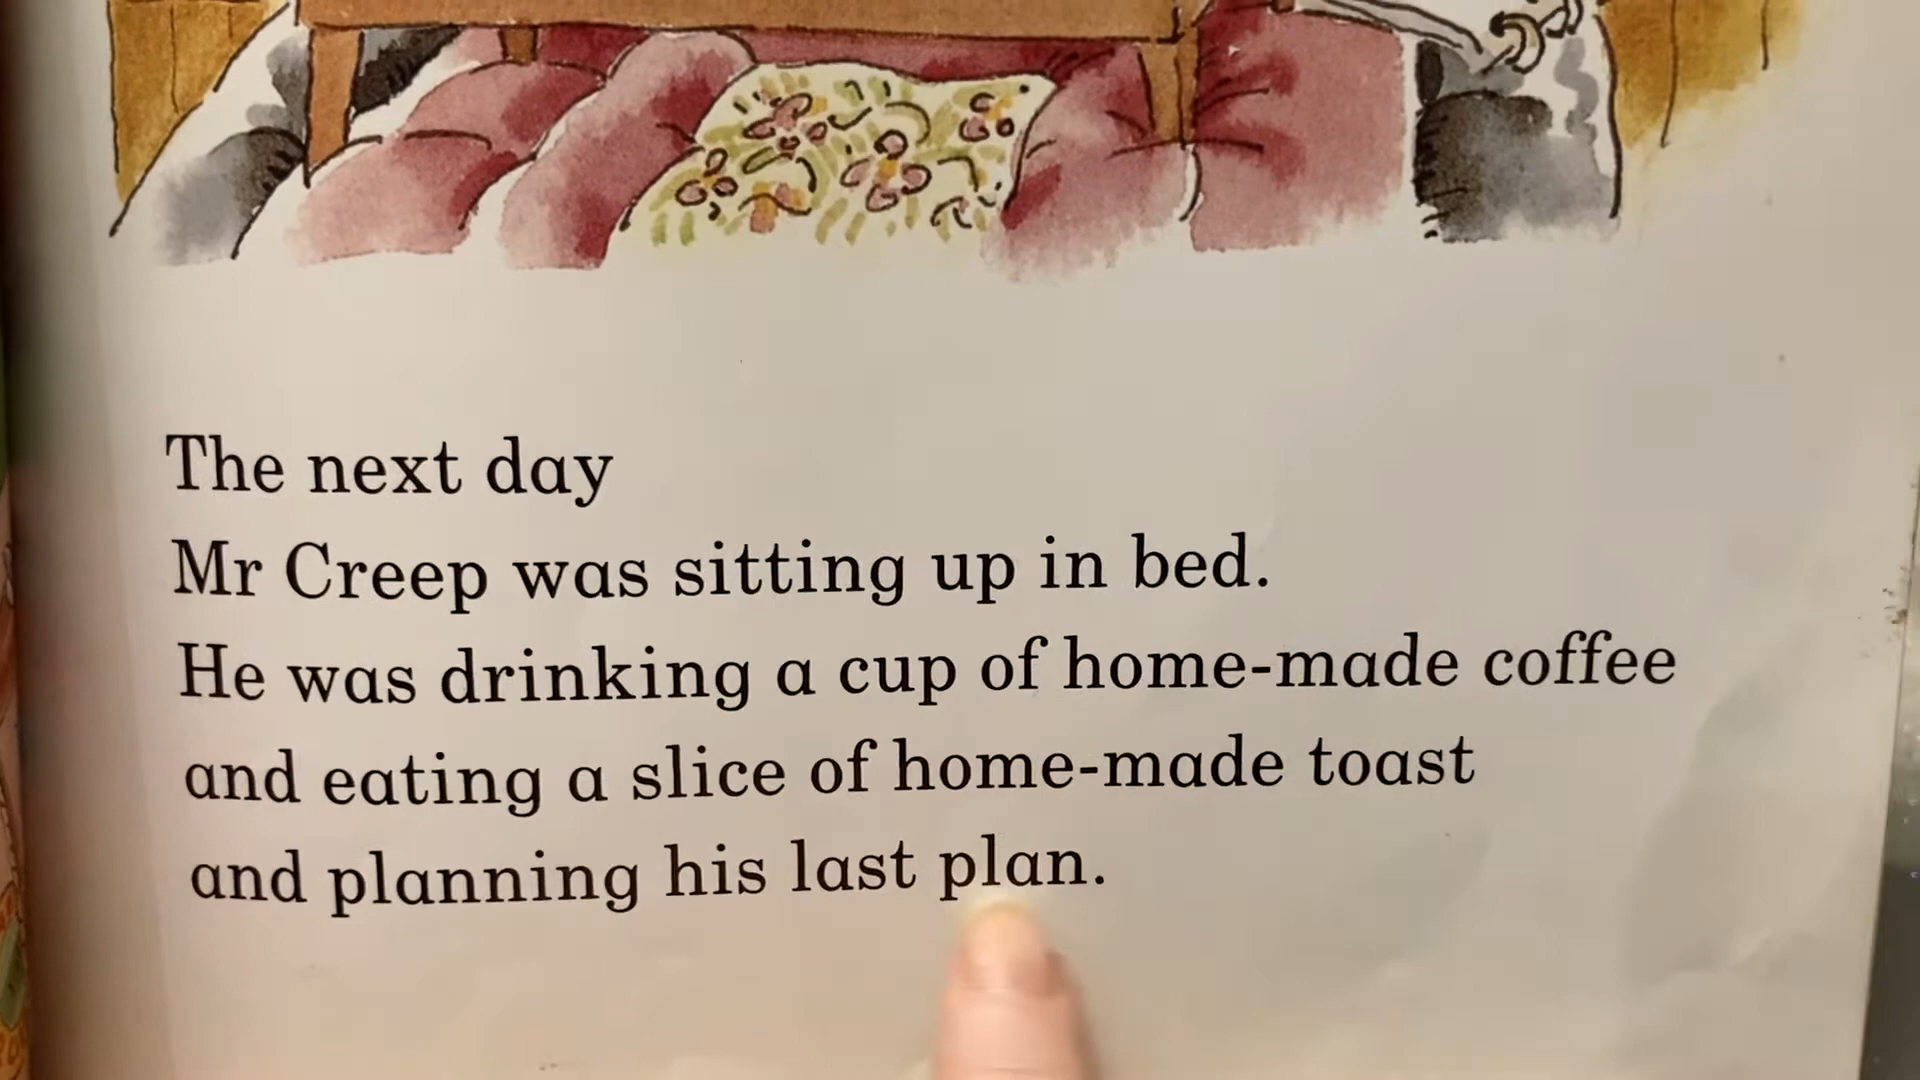 The next day
Mr Creep was sitting up in bed.
He was drinking a cup of home-made coffee
and eating a slice of home-made toast
and planning his last plan.